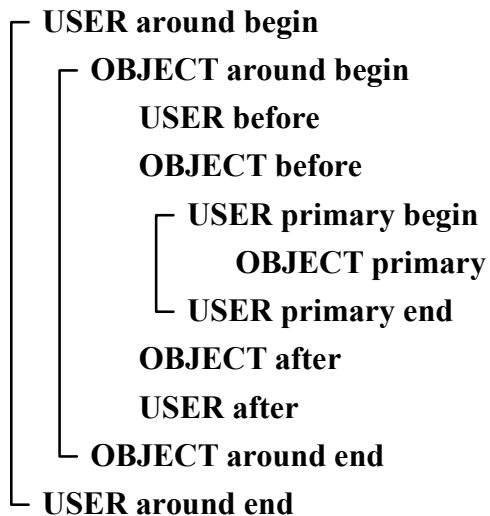 USER around begin
OBJECT around begin
USER before
OBJECT before
USER primary begin
OBJECT primary
USER primary end
OBJECT after
USER after
OBJECT around end
USER around end